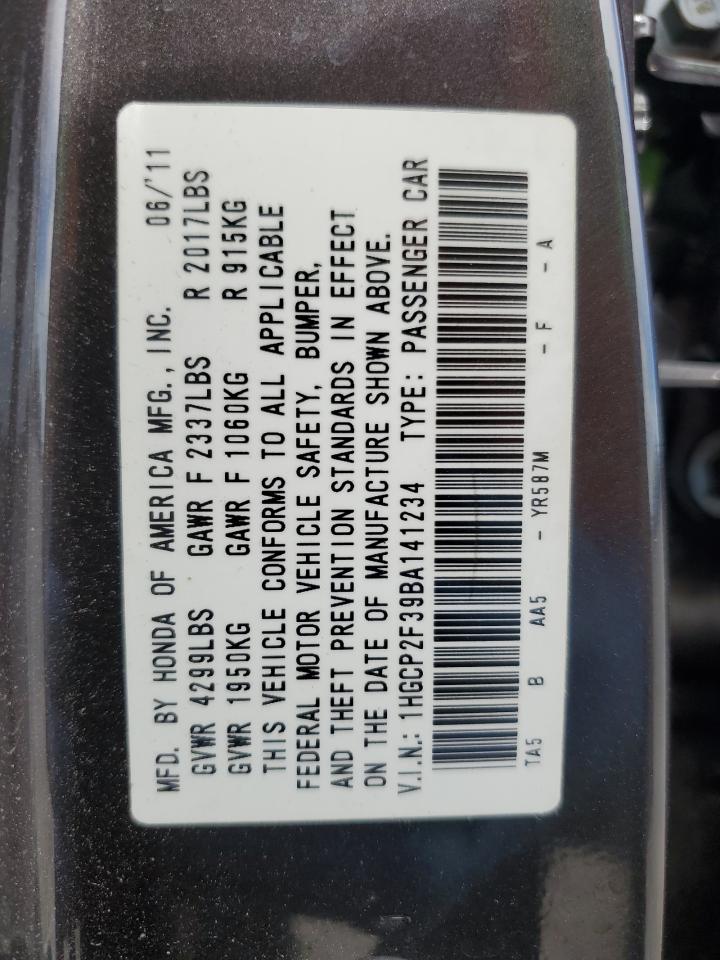 MFD. BY HONDA OF AMERICA MFG., INC. 06/'11
GVWR 4299LBS GAWR F 2337LBS R 2017LBS
GVWR 1950KG GAWR F 1060KG R 915KG
THIS VEHICLE CONFORMS TO ALL APPLICABLE
FEDERAL MOTOR VEHICLE SAFETY, BUMPER,
AND THEFT PREVENTION STANDARDS IN EFFECT
ON THE DATE OF MANUFACTURE SHOWN ABOVE.
V.I.N.: 1HGCP2F39BA141234 TYPE: PASSENGER CAR
TA5 B AA5 - YR587M - F - A